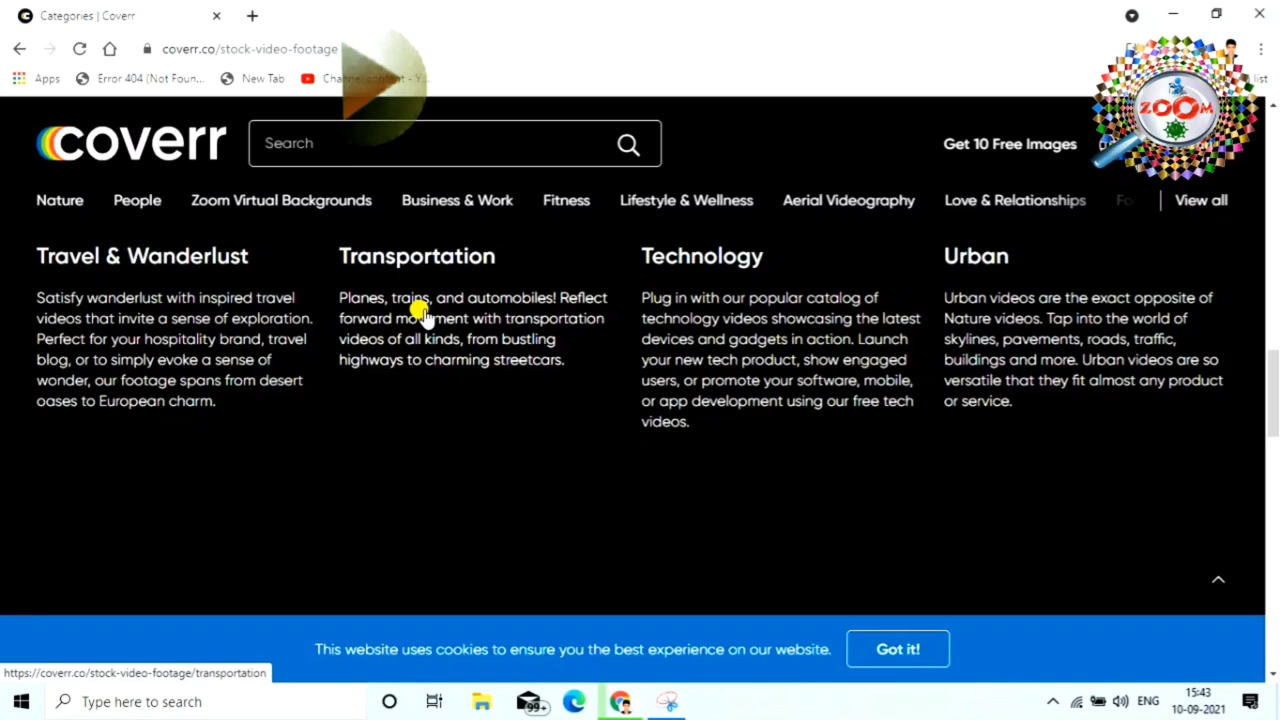 Categories | Coverr
coverr.co/stock-video-footage
Apps
Error 404 (Not Foun...
New Tab
Channel content - Y...
list
coverr
Search
Get 10 Free Images
ZOOM
Nature
People
Zoom Virtual Backgrounds
Business & Work
Fitness
Lifestyle & Wellness
Aerial Videography
Love & Relationships
Fo
View all
Travel & Wanderlust
Satisfy wanderlust with inspired travel
videos that invite a sense of exploration.
Perfect for your hospitality brand, travel
blog, or to simply evoke a sense of
wonder, our footage spans from desert
oases to European charm.
Transportation
Planes, trains, and automobiles! Reflect
forward movement with transportation
videos of all kinds, from bustling
highways to charming streetcars.
Technology
Plug in with our popular catalog of
technology videos showcasing the latest
devices and gadgets in action. Launch
your new tech product, show engaged
users, or promote your software, mobile,
or app development using our free tech
videos.
Urban
Urban videos are the exact opposite of
Nature videos. Tap into the world of
skylines, pavements, roads, traffic,
buildings and more. Urban videos are so
versatile that they fit almost any product
or service.
This website uses cookies to ensure you the best experience on our website.
Got it!
https://coverr.co/stock-video-footage/transportation
Type here to search
99+
ENG
15:43
10-09-2021